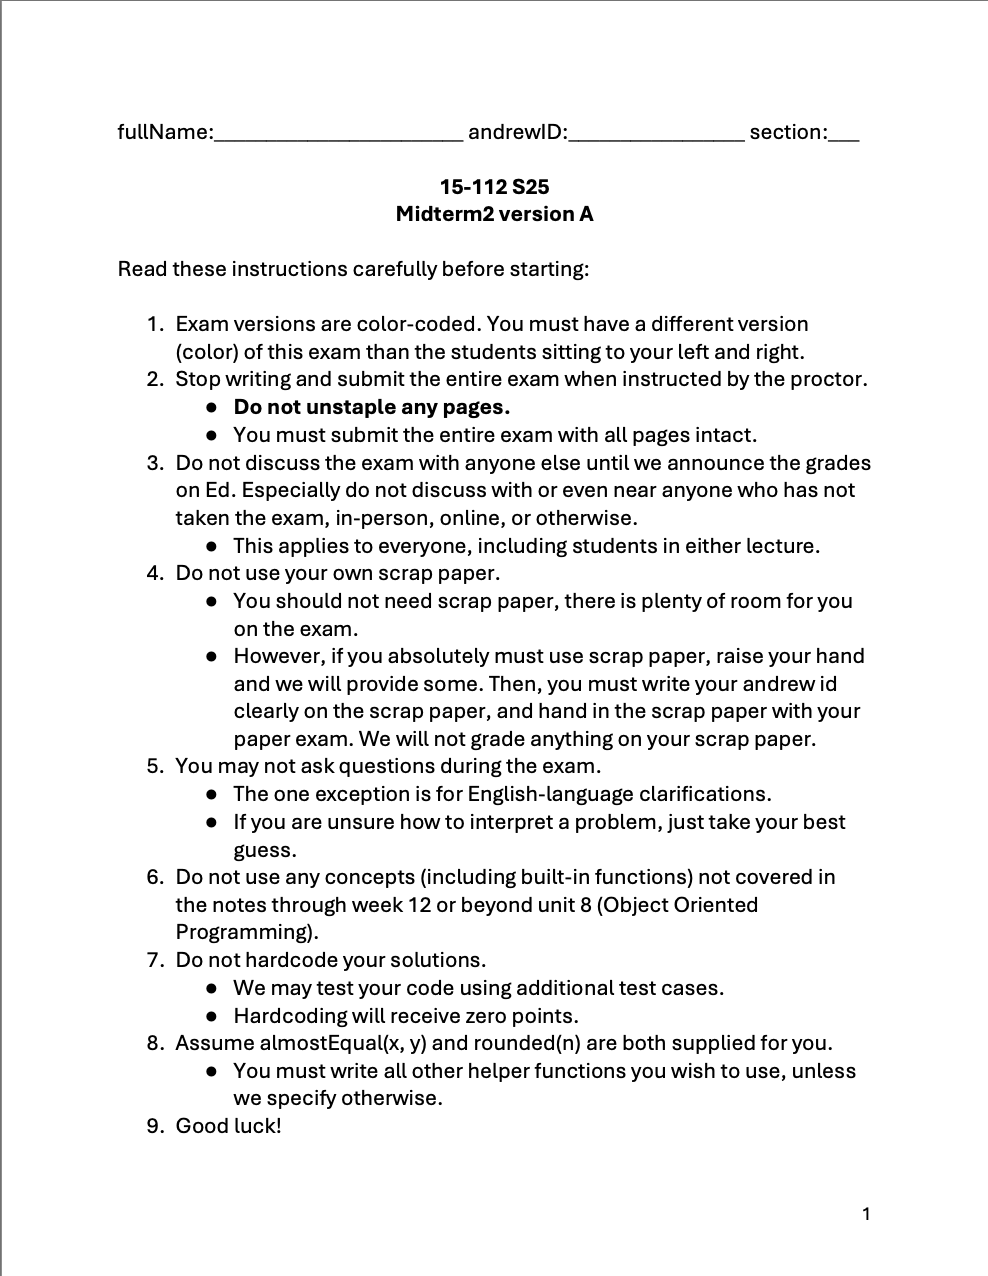 fullName:________________________ andrewID:_________________ section:___
15-112 S25
Midterm2 version A
Read these instructions carefully before starting:
1. Exam versions are color-coded. You must have a different version
(color) of this exam than the students sitting to your left and right.
2. Stop writing and submit the entire exam when instructed by the proctor.
● Do not unstaple any pages.
● You must submit the entire exam with all pages intact.
3. Do not discuss the exam with anyone else until we announce the grades
on Ed. Especially do not discuss with or even near anyone who has not
taken the exam, in-person, online, or otherwise.
● This applies to everyone, including students in either lecture.
4. Do not use your own scrap paper.
● You should not need scrap paper, there is plenty of room for you
on the exam.
● However, if you absolutely must use scrap paper, raise your hand
and we will provide some. Then, you must write your andrew id
clearly on the scrap paper, and hand in the scrap paper with your
paper exam. We will not grade anything on your scrap paper.
5. You may not ask questions during the exam.
● The one exception is for English-language clarifications.
● If you are unsure how to interpret a problem, just take your best
guess.
6. Do not use any concepts (including built-in functions) not covered in
the notes through week 12 or beyond unit 8 (Object Oriented
Programming).
7. Do not hardcode your solutions.
● We may test your code using additional test cases.
● Hardcoding will receive zero points.
8. Assume almostEqual(x, y) and rounded(n) are both supplied for you.
● You must write all other helper functions you wish to use, unless
we specify otherwise.
9. Good luck!
1